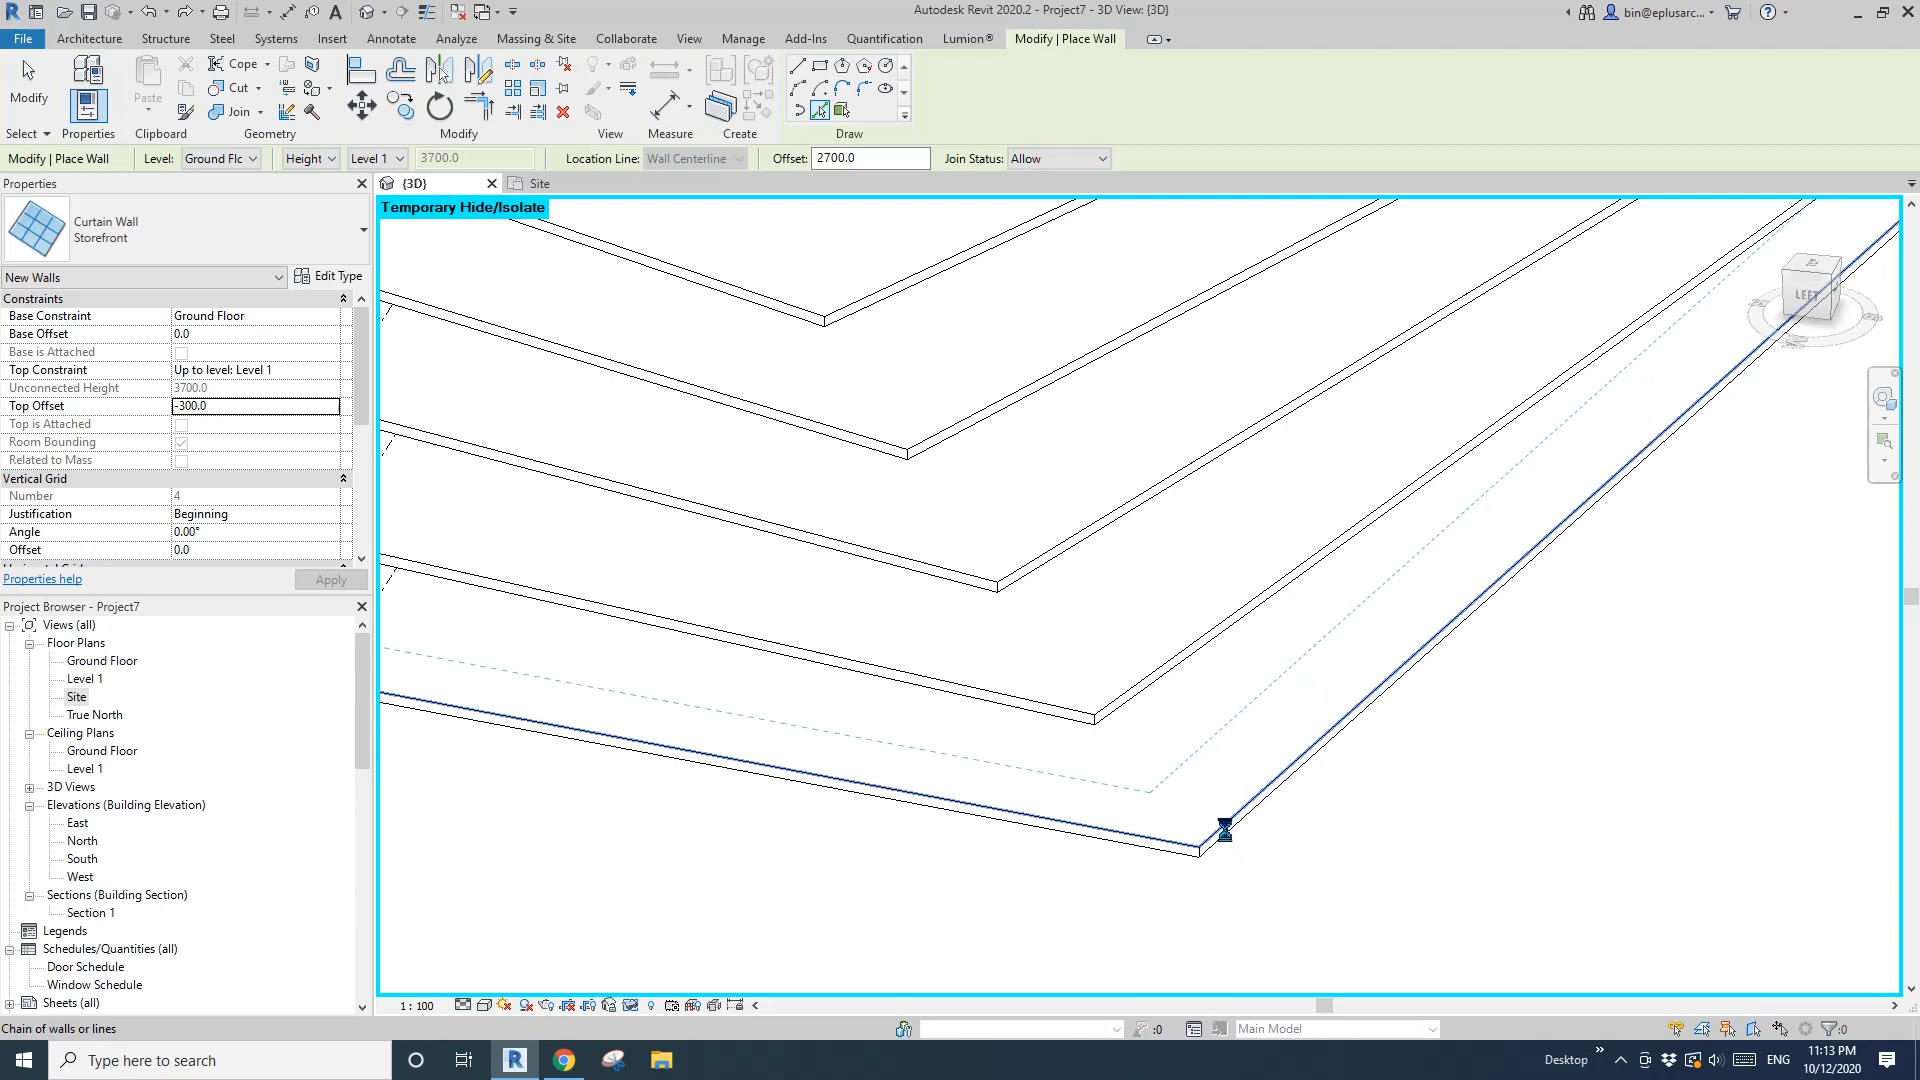 Autodesk Revit 2020.2 - Project7 - 3D View: {3D}
bin@eplusarc...
File Architecture Structure Steel Systems Insert Annotate Analyze Massing & Site Collaborate View Manage Add-Ins Quantification Lumion® Modify | Place Wall
Modify
Paste
Cope
Cut
Join
Select Properties Clipboard Geometry Modify View Measure Create Draw
Modify | Place Wall Level: Ground Flc Height Level 1 3700.0 Location Line: Wall Centerline Offset: 2700.0 Join Status: Allow
Properties
{3D}
Site
Temporary Hide/Isolate
Curtain Wall
Storefront
New Walls
Edit Type
Constraints
Base Constraint Ground Floor
Base Offset 0.0
Base is Attached
Top Constraint Up to level: Level 1
Unconnected Height 3700.0
Top Offset -300.0
Top is Attached
Room Bounding
Related to Mass
Vertical Grid
Number 4
Justification Beginning
Angle 0.00°
Offset 0.0
Properties help
Apply
LEFT
Project Browser - Project7
Views (all)
Floor Plans
Ground Floor
Level 1
Site
True North
Ceiling Plans
Ground Floor
Level 1
3D Views
Elevations (Building Elevation)
East
North
South
West
Sections (Building Section)
Section 1
Legends
Schedules/Quantities (all)
Door Schedule
Window Schedule
Sheets (all)
1 : 100
Chain of walls or lines
:0
Main Model
:0
Type here to search
Desktop
ENG
11:13 PM
10/12/2020